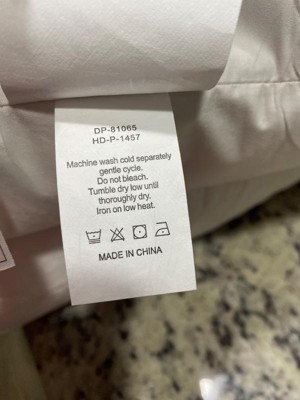 DP-81065
HD-P-1457
Machine wash cold separately
gentle cycle.
Do not bleach.
Tumble dry low until
thoroughly dry.
Iron on low heat.
MADE IN CHINA